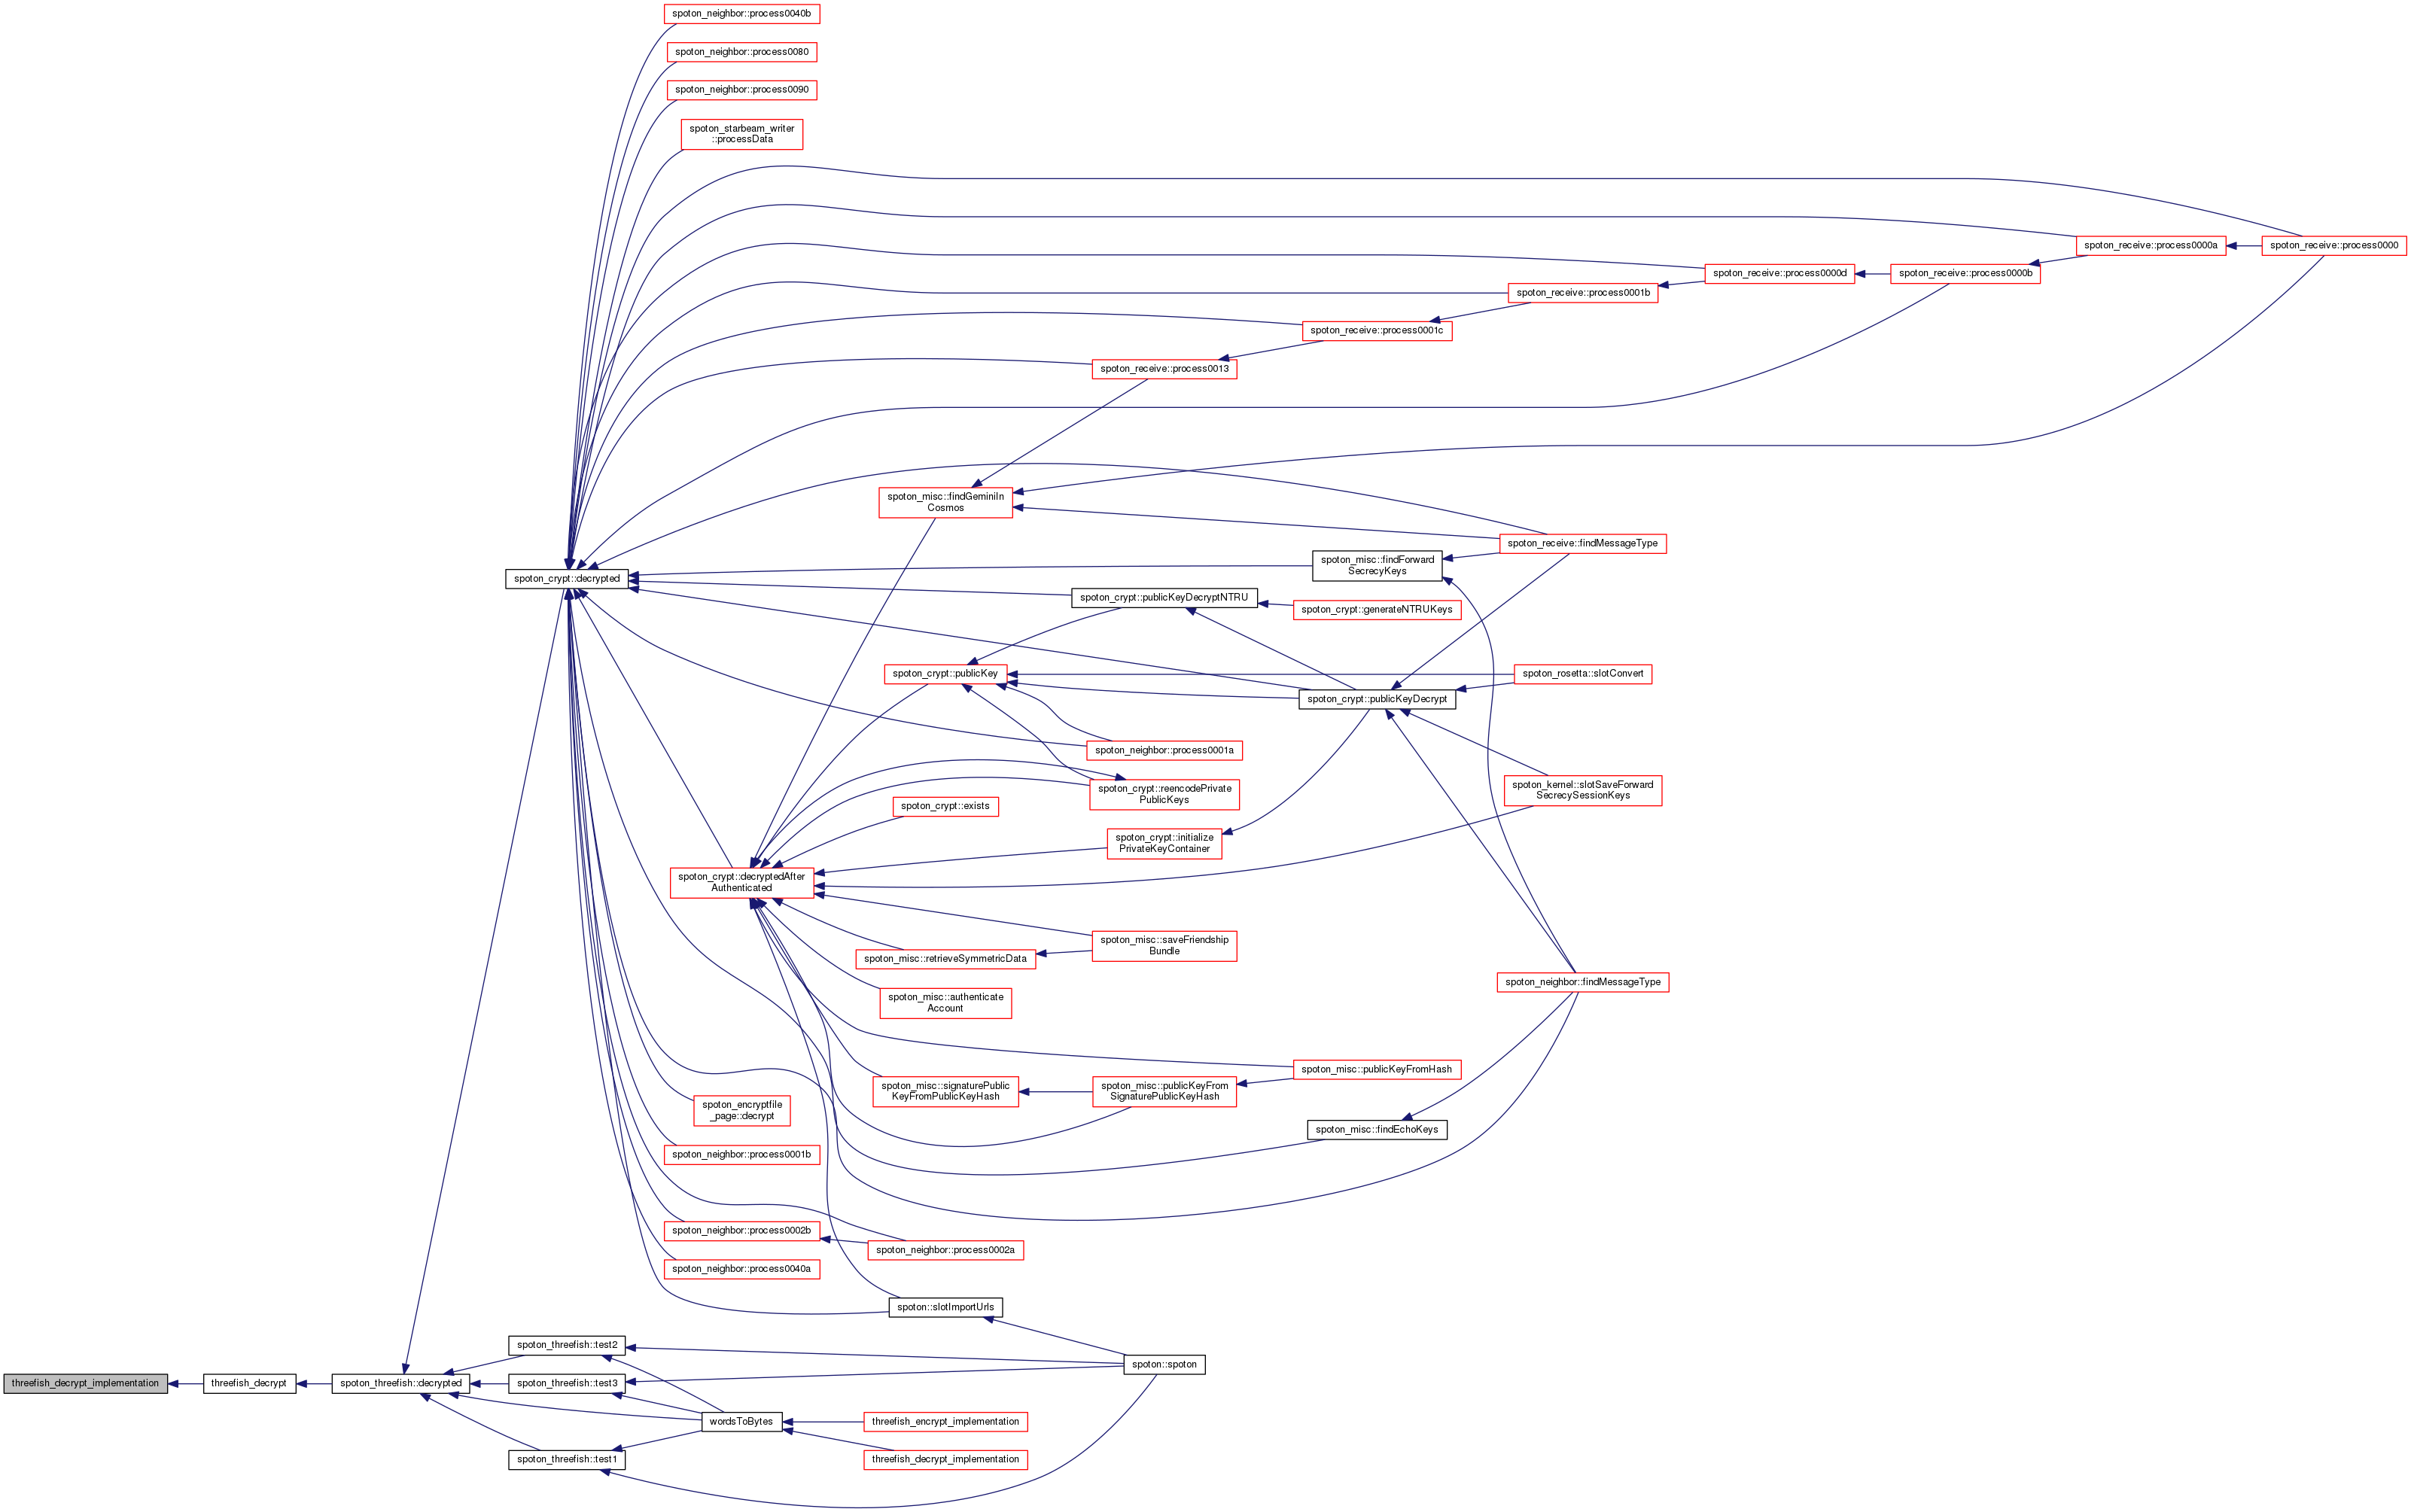 spoton_neighbor::process0040b
spoton_neighbor::process0080
spoton_neighbor::process0090
spoton_starbeam_writer
::processData
spoton_receive::process0000a
spoton_receive::process0000
spoton_receive::process0000d
spoton_receive::process0000b
spoton_receive::process0001b
spoton_receive::process0001c
spoton_receive::process0013
spoton_misc::findGeminiIn
Cosmos
spoton_receive::findMessageType
spoton_misc::findForward
SecrecyKeys
spoton_crypt::decrypted
spoton_crypt::publicKeyDecryptNTRU
spoton_crypt::generateNTRUKeys
spoton_crypt::publicKey
spoton_rosetta::slotConvert
spoton_crypt::publicKeyDecrypt
spoton_neighbor::process0001a
spoton_crypt::reencodePrivate
PublicKeys
spoton_kernel::slotSaveForward
SecrecySessionKeys
spoton_crypt::exists
spoton_crypt::initialize
PrivateKeyContainer
spoton_crypt::decryptedAfter
Authenticated
spoton_misc::saveFriendship
Bundle
spoton_misc::retrieveSymmetricData
spoton_neighbor::findMessageType
spoton_misc::authenticate
Account
spoton_misc::publicKeyFromHash
spoton_misc::signaturePublic
KeyFromPublicKeyHash
spoton_misc::publicKeyFrom
SignaturePublicKeyHash
spoton_encryptfile
_page::decrypt
spoton_misc::findEchoKeys
spoton_neighbor::process0001b
spoton_neighbor::process0002b
spoton_neighbor::process0002a
spoton_neighbor::process0040a
spoton::slotImportUrls
spoton_threefish::test2
spoton::spoton
threefish_decrypt_implementation
threefish_decrypt
spoton_threefish::decrypted
spoton_threefish::test3
wordsToBytes
threefish_encrypt_implementation
spoton_threefish::test1
threefish_decrypt_implementation